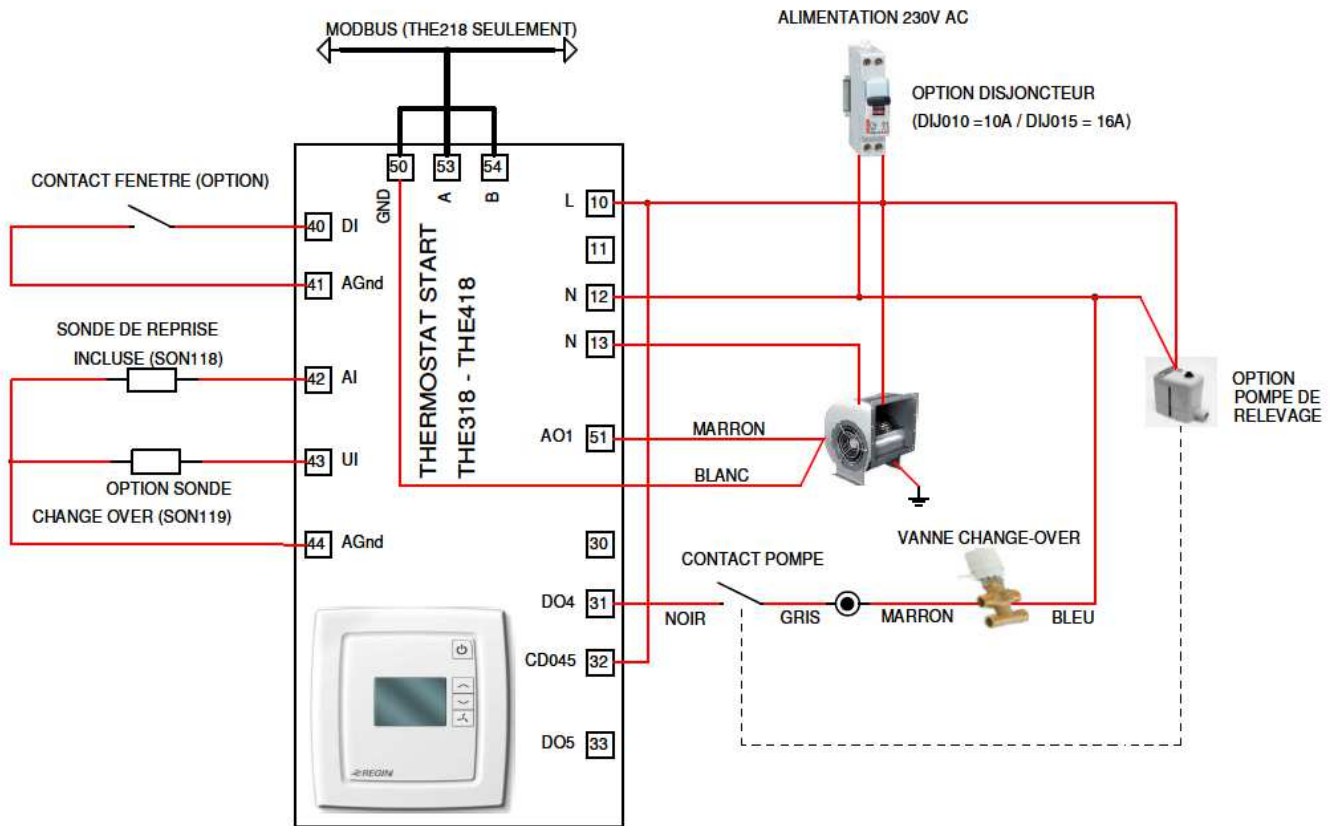 MODBUS (THE218 SEULEMENT)
ALIMENTATION 230V AC
OPTION DISJONCTEUR
(DIJ010 =10A / DIJ015 = 16A)
CONTACT FENETRE (OPTION)
50
53
54
GND
A
B
40 DI
41 AGnd
SONDE DE REPRISE
INCLUSE (SON118)
42 AI
43 UI
OPTION SONDE
CHANGE OVER (SON119)
44 AGnd
THERMOSTAT START
THE318 - THE418
L 10
11
N 12
N 13
AO1 51
MARRON
BLANC
OPTION
POMPE DE
RELEVAGE
30
CONTACT POMPE
VANNE CHANGE-OVER
DO4 31
NOIR
GRIS
MARRON
BLEU
CD045 32
DO5 33
REGIN